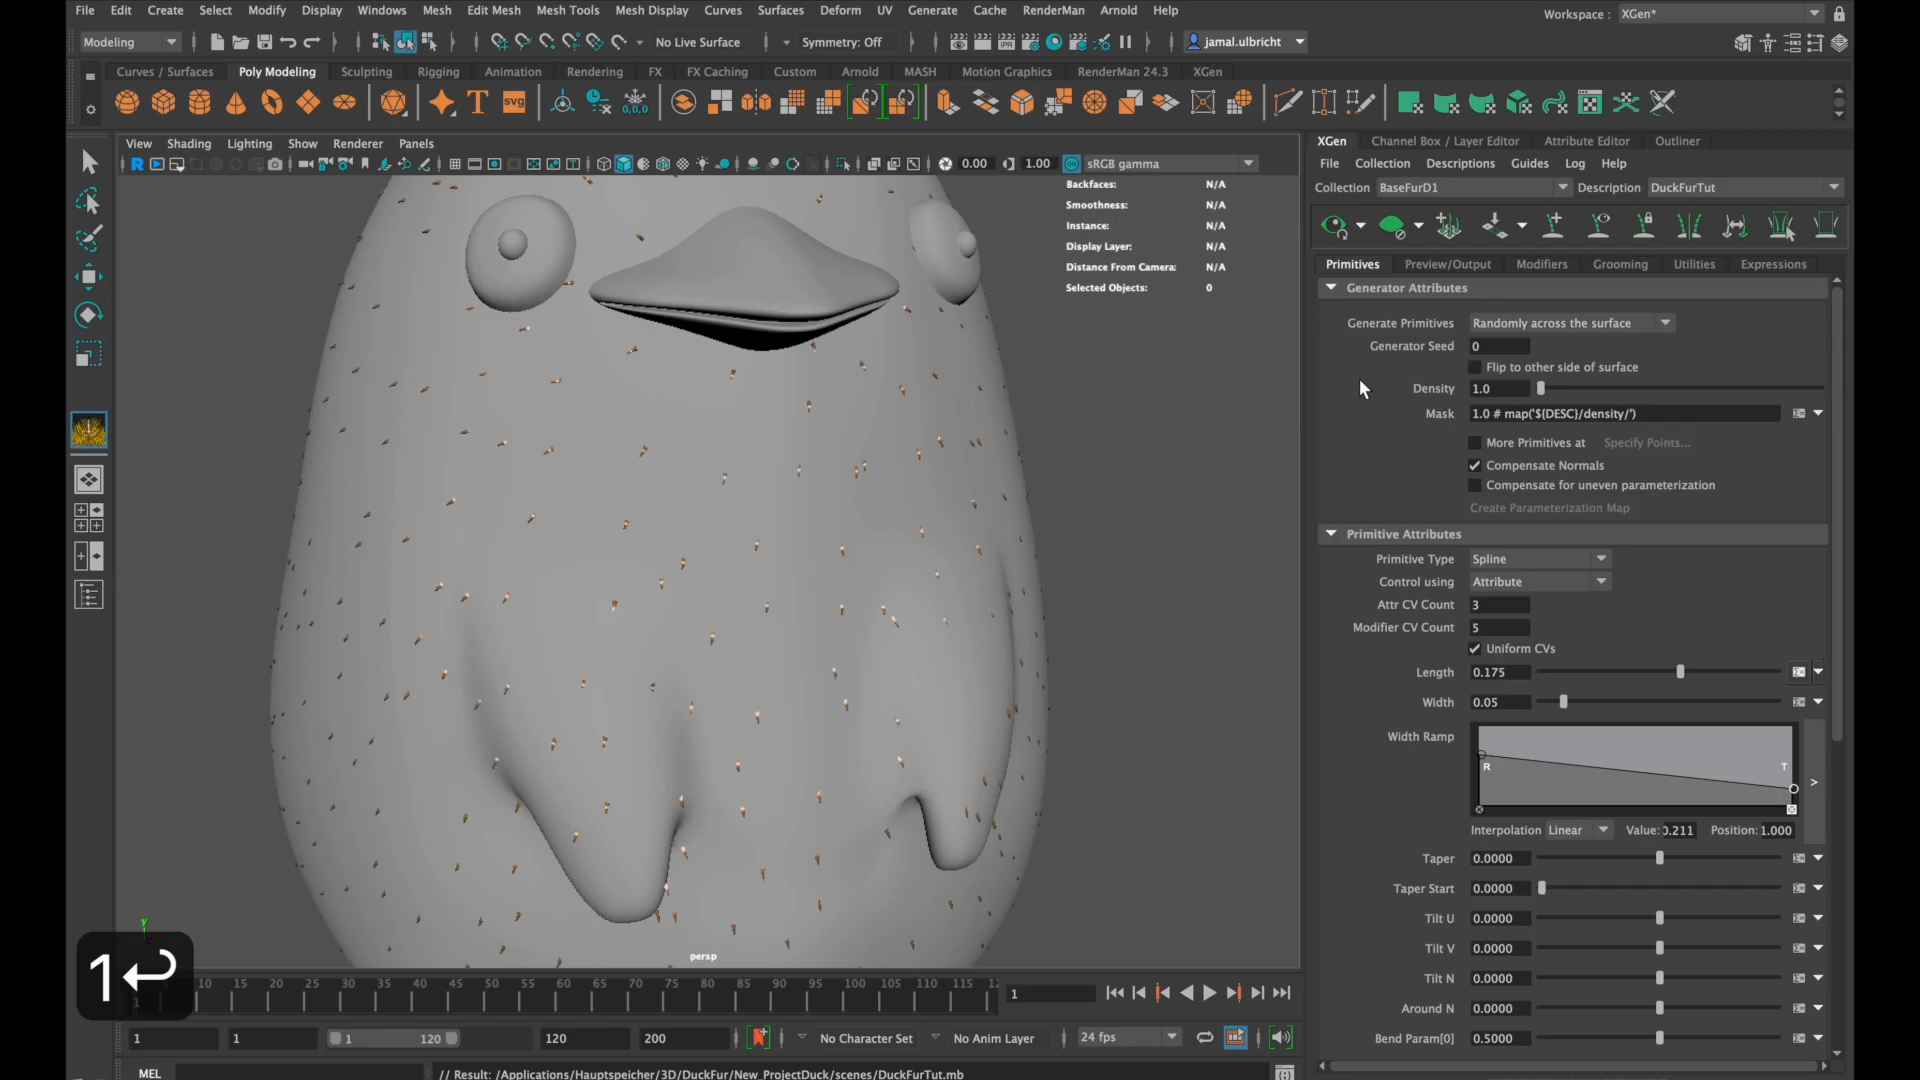 File Edit Create Select Modify Display Windows Mesh Edit Mesh Mesh Tools Mesh Display Curves Surfaces Deform UV Generate Cache RenderMan Arnold Help
Workspace : XGen*
Modeling No Live Surface Symmetry: Off jamal.ulbricht
Curves / Surfaces Poly Modeling Sculpting Rigging Animation Rendering FX FX Caching Custom Arnold MASH Motion Graphics RenderMan 24.3 XGen
View Shading Lighting Show Renderer Panels
0.00 1.00 sRGB gamma
Backfaces: N/A
Smoothness: N/A
Instance: N/A
Display Layer: N/A
Distance From Camera: N/A
Selected Objects: 0
persp
XGen Channel Box / Layer Editor Attribute Editor Outliner
File Collection Descriptions Guides Log Help
Collection BaseFurD1 Description DuckFurTut
Primitives Preview/Output Modifiers Grooming Utilities Expressions
Generator Attributes
Generate Primitives Randomly across the surface
Generator Seed 0
Flip to other side of surface
Density 1.0
Mask 1.0 # map('${DESC}/density/')
More Primitives at Specify Points...
Compensate Normals
Compensate for uneven parameterization
Create Parameterization Map
Primitive Attributes
Primitive Type Spline
Control using Attribute
Attr CV Count 3
Modifier CV Count 5
Uniform CVs
Length 0.175
Width 0.05
Width Ramp
R T
>
Interpolation Linear Value: 0.211 Position: 1.000
Taper 0.0000
Taper Start 0.0000
Tilt U 0.0000
Tilt V 0.0000
Tilt N 0.0000
Around N 0.0000
Bend Param[0] 0.5000
1
10 15 20 25 30 35 40 45 50 55 60 65 70 75 80 85 90 95 100 105 110 115
1
1 1 1 120 120 200 No Character Set No Anim Layer 24 fps
MEL // Result: /Applications/Hauptspeicher/3D/DuckFur/New_ProjectDuck/scenes/DuckFurTut.mb